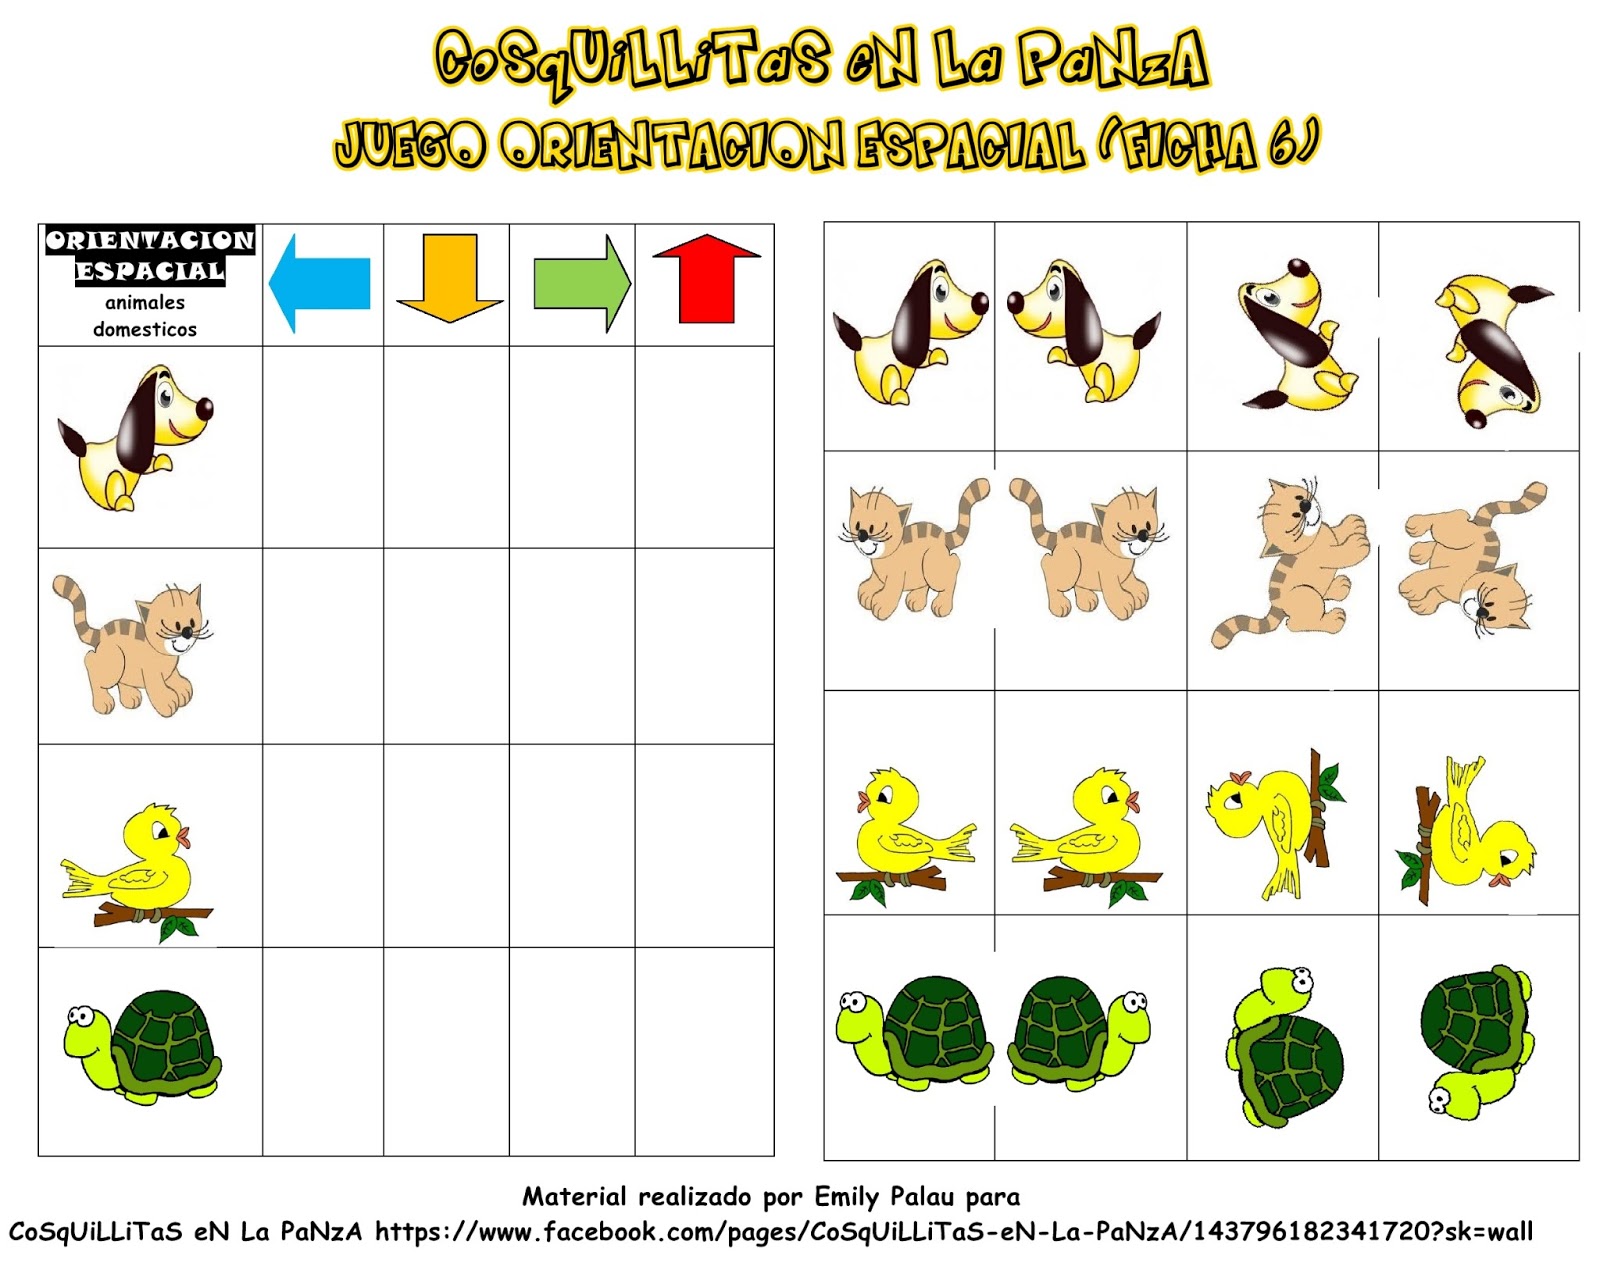 CoSqUiLLiTaS eN La PaNzA
JUEGO ORIENTACION ESPACIAL (FICHA 6)
ORIENTACION
ESPACIAL
animales
domesticos
Material realizado por Emily Palau para
CoSqUiLLiTaS eN La PaNzA https://www.facebook.com/pages/CoSqUiLLiTaS-eN-La-PaNzA/143796182341720?sk=wall